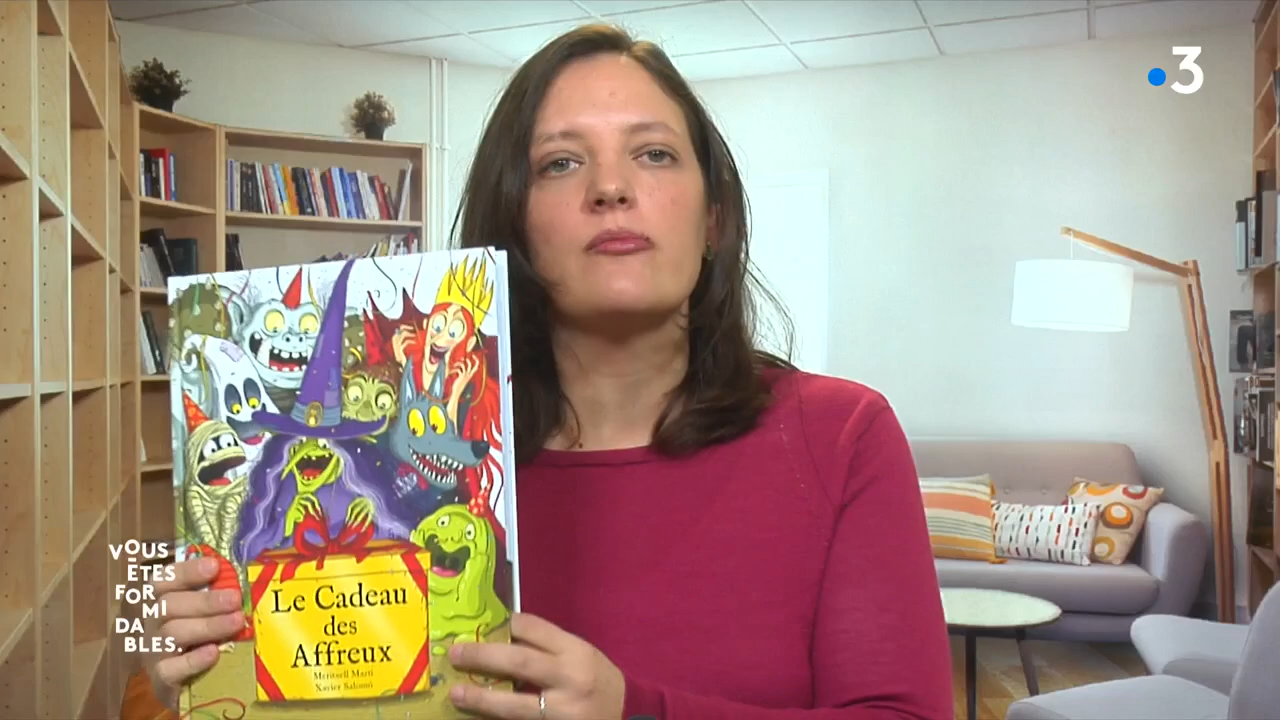 3
Le Cadeau
des
Affreux
Meritxell Martí
Xavier Salomó
VOUS
ÊTES
FOR
MI
DA
BLES.